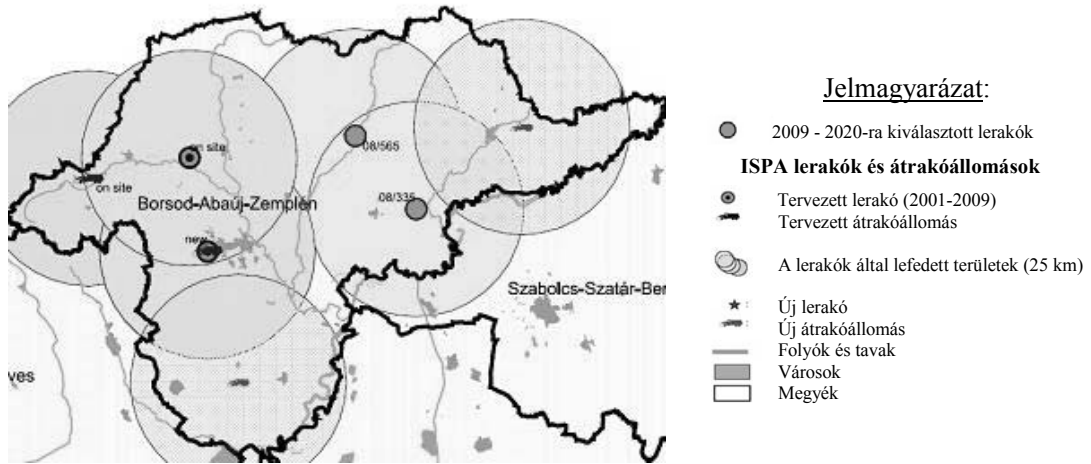 on site
08/565
on site
Borsod-Abaúj-Zemplén
08/335
new
Szabolcs-Szatár-Ber
ves
Jelmagyarázat:
2009 - 2020-ra kiválasztott lerakók
ISPA lerakók és átrakóállomások
Tervezett lerakó (2001-2009)
Tervezett átrakóállomás
A lerakók által lefedett területek (25 km)
Új lerakó
Új átrakóállomás
Folyók és tavak
Városok
Megyék